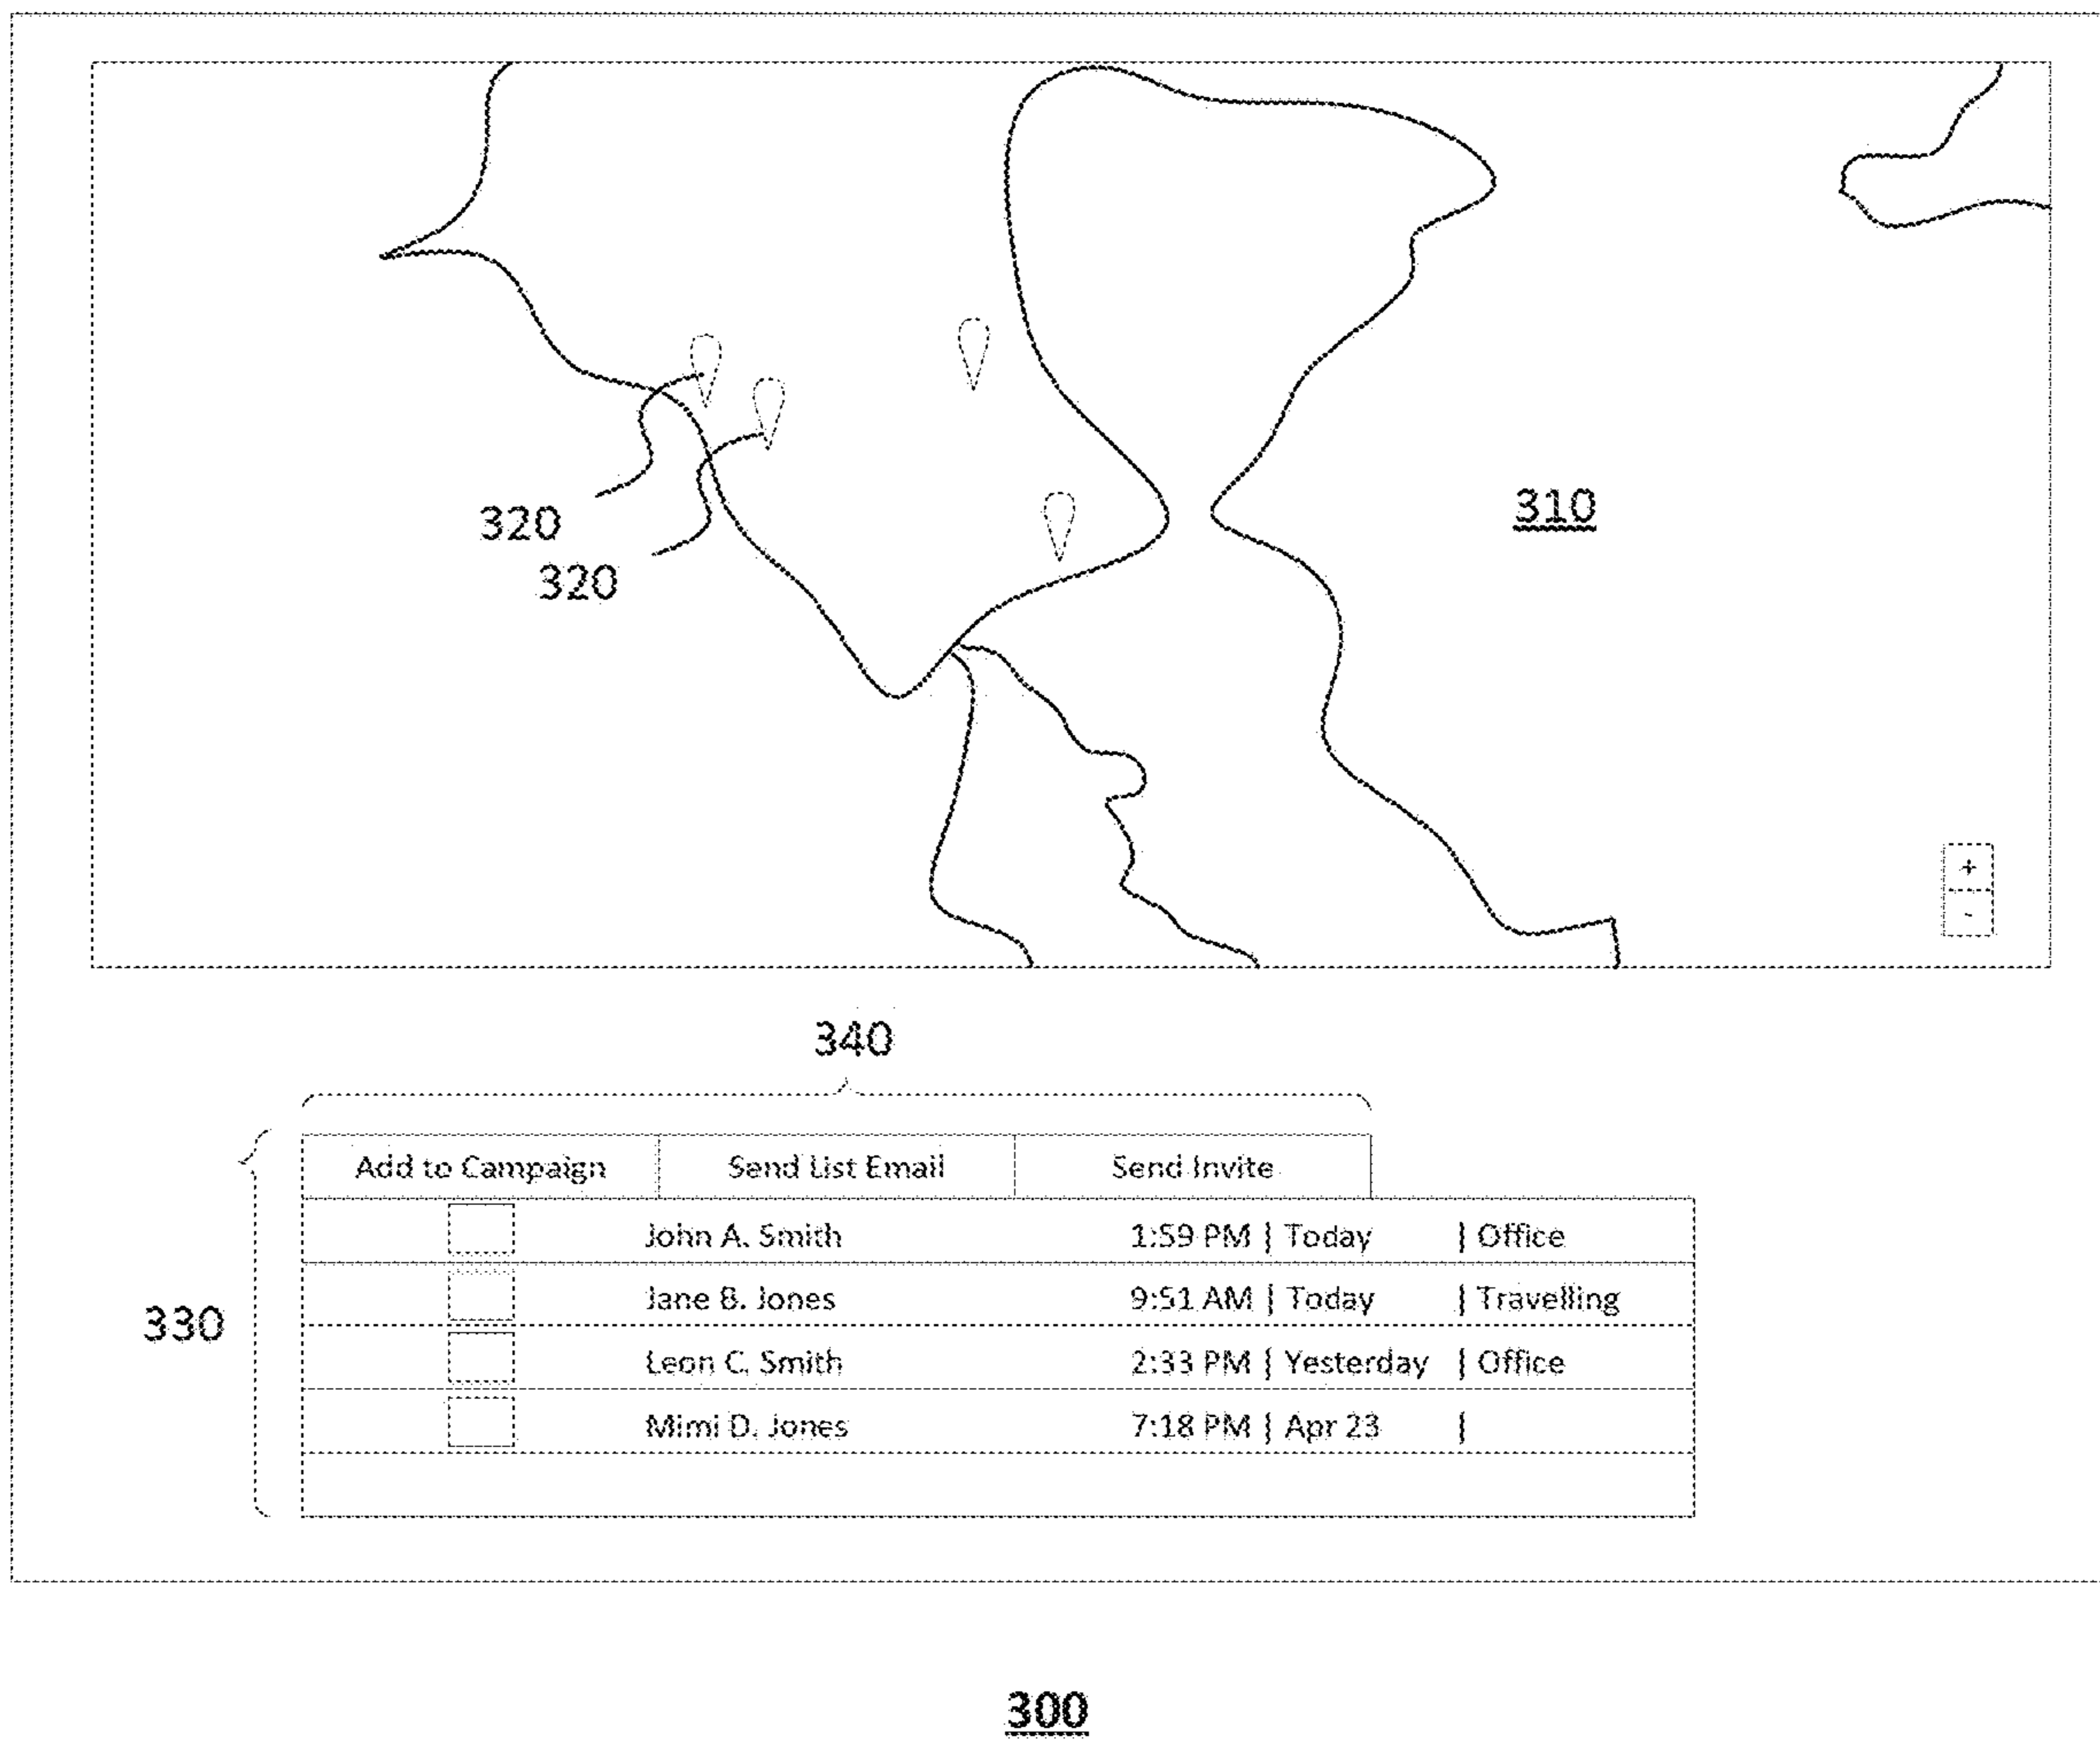 320
320
310
+
-
340
Add to Campaign Send List Email Send Invite
John A. Smith 1:59 PM | Today | Office
Jane B. Jones 9:51 AM | Today | Travelling
330
Leon C. Smith 2:33 PM | Yesterday | Office
Mimi D. Jones 7:18 PM | Apr 23 |
300